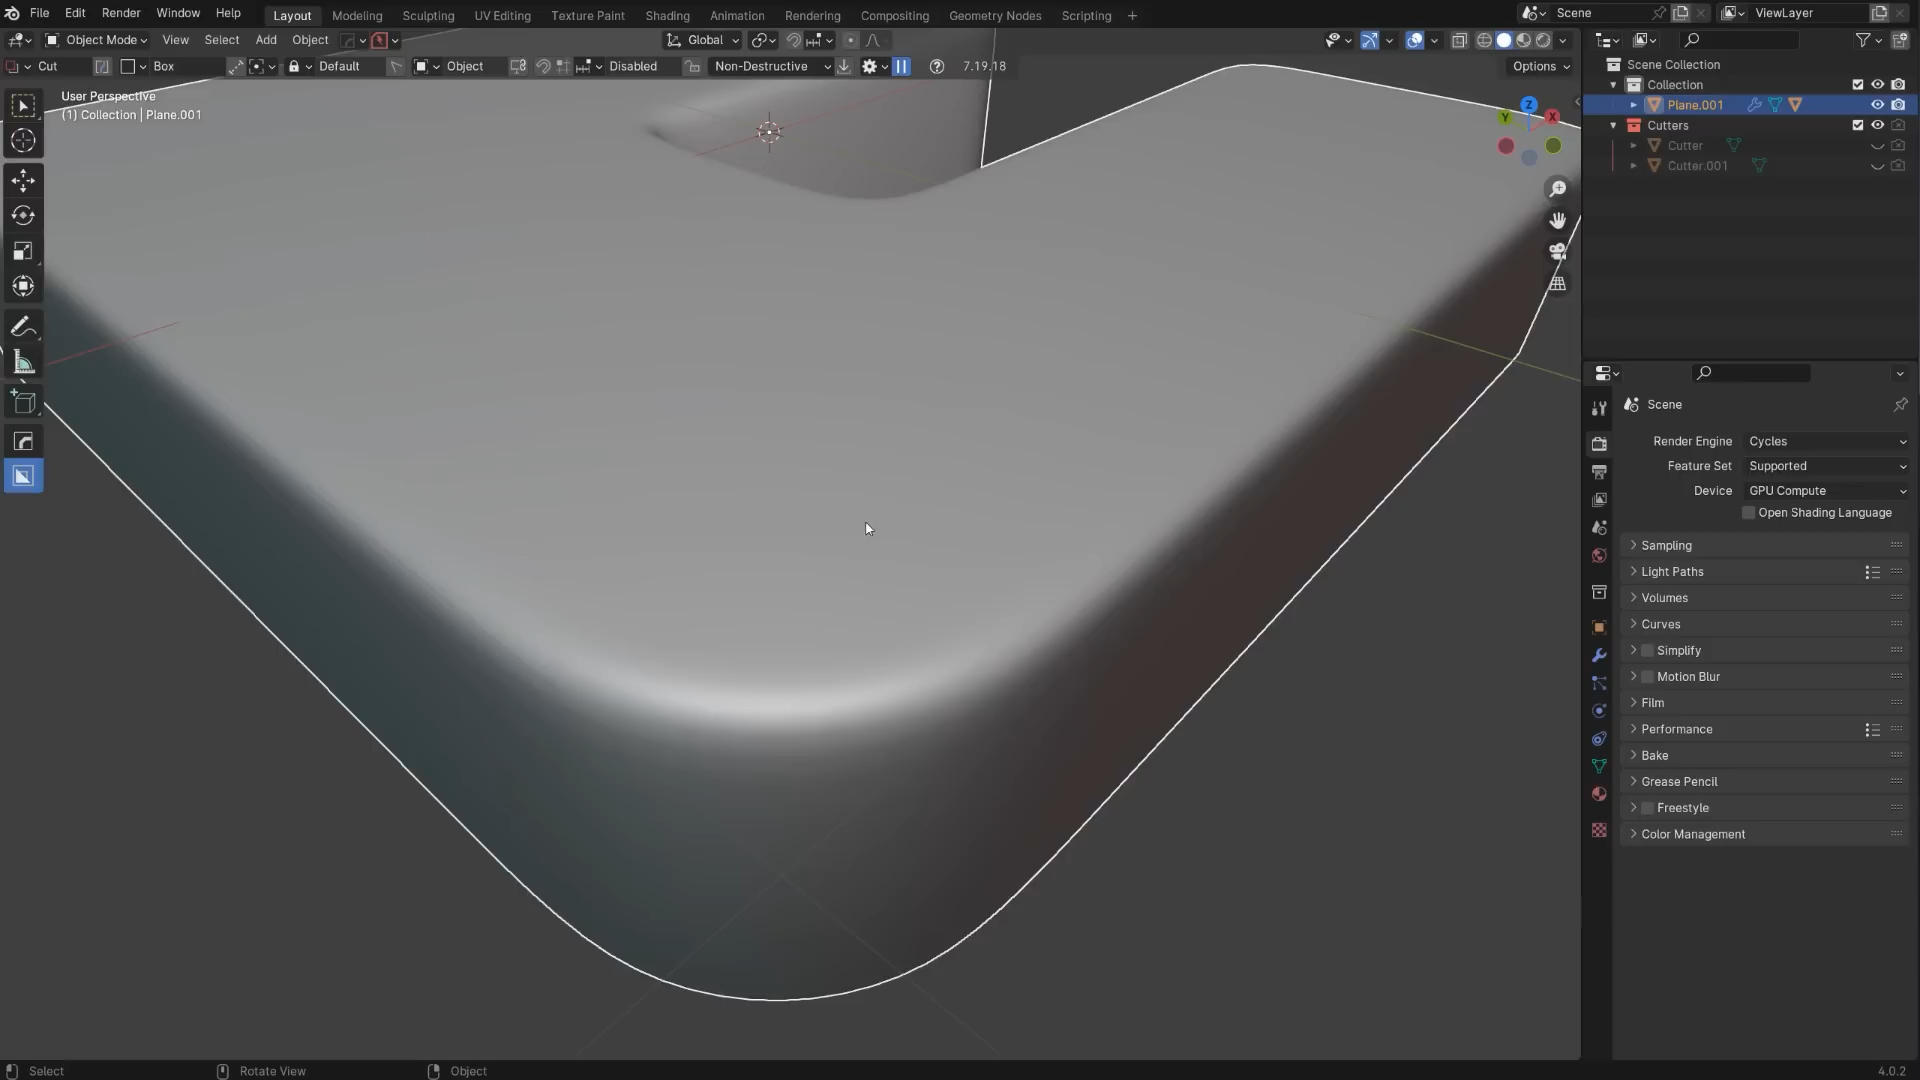 File Edit Render Window Help Layout Modeling Sculpting UV Editing Texture Paint Shading Animation Rendering Compositing Geometry Nodes Scripting + Scene ViewLayer
Object Mode View Select Add Object Global
Cut Box Default Object Disabled Non-Destructive 7.19.18 Options
User Perspective
(1) Collection | Plane.001
Z
Y
X
Scene Collection
Collection
Plane.001
Cutters
Cutter
Cutter.001
Scene
Render Engine Cycles
Feature Set Supported
Device GPU Compute
Open Shading Language
Sampling
Light Paths
Volumes
Curves
Simplify
Motion Blur
Film
Performance
Bake
Grease Pencil
Freestyle
Color Management
Select Rotate View Object 4.0.2